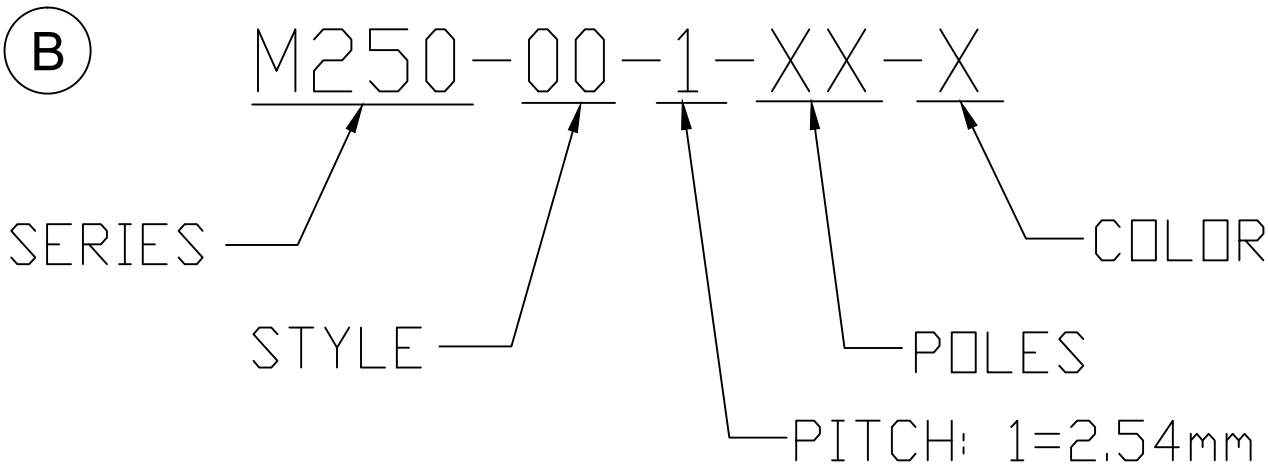 B
M250-00-1-XX-X
SERIES
COLOR
STYLE
POLES
PITCH: 1=2.54mm